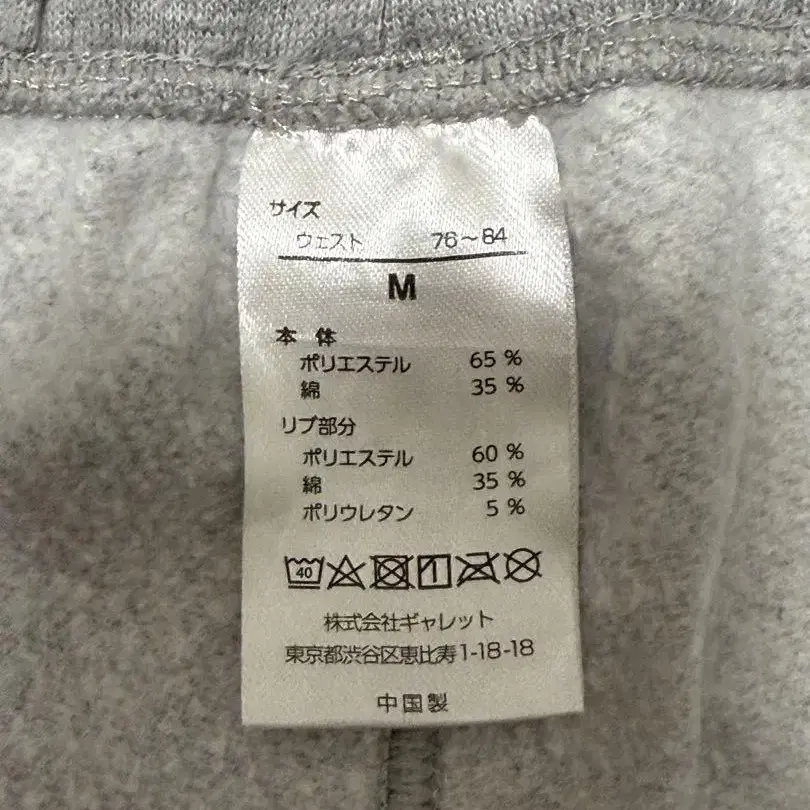 サイズ
ウェスト 76～84
M
本体
ポリエステル 65 %
綿 35 %
リブ部分
ポリエステル 60 %
綿 35 %
ポリウレタン 5 %
40
株式会社ギャレット
東京都渋谷区恵比寿1-18-18
中国製